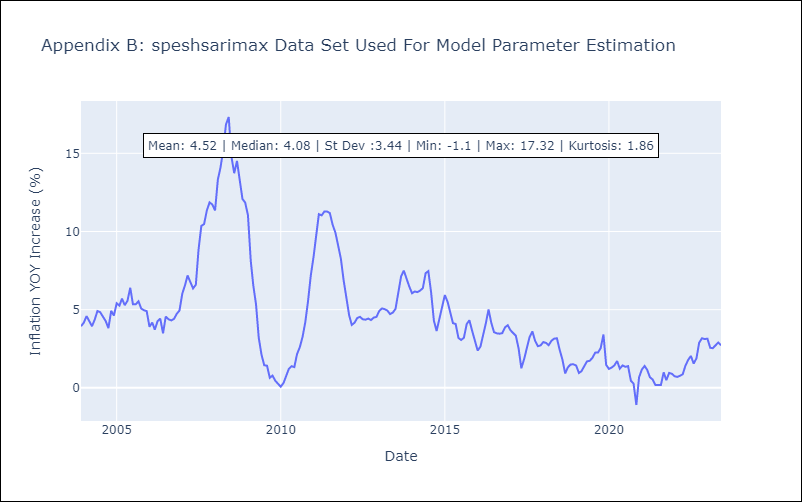 Appendix B: speshsarimax Data Set Used For Model Parameter Estimation
Mean: 4.52 | Median: 4.08 | St Dev :3.44 | Min: -1.1 | Max: 17.32 | Kurtosis: 1.86
Inflation YOY Increase (%)
15
10
5
0
2005
2010
2015
2020
Date